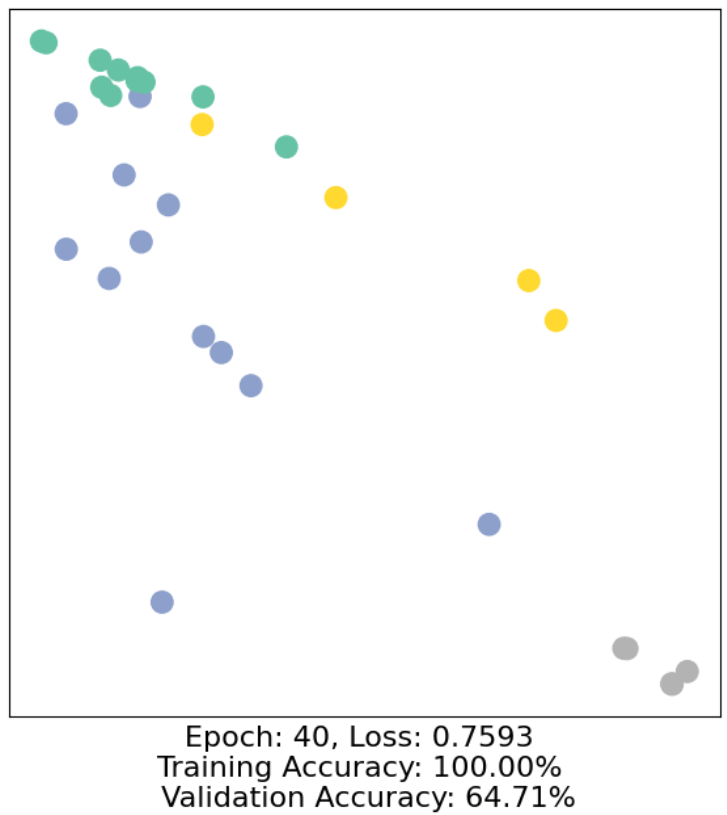 Epoch: 40, Loss: 0.7593
Training Accuracy: 100.00%
Validation Accuracy: 64.71%